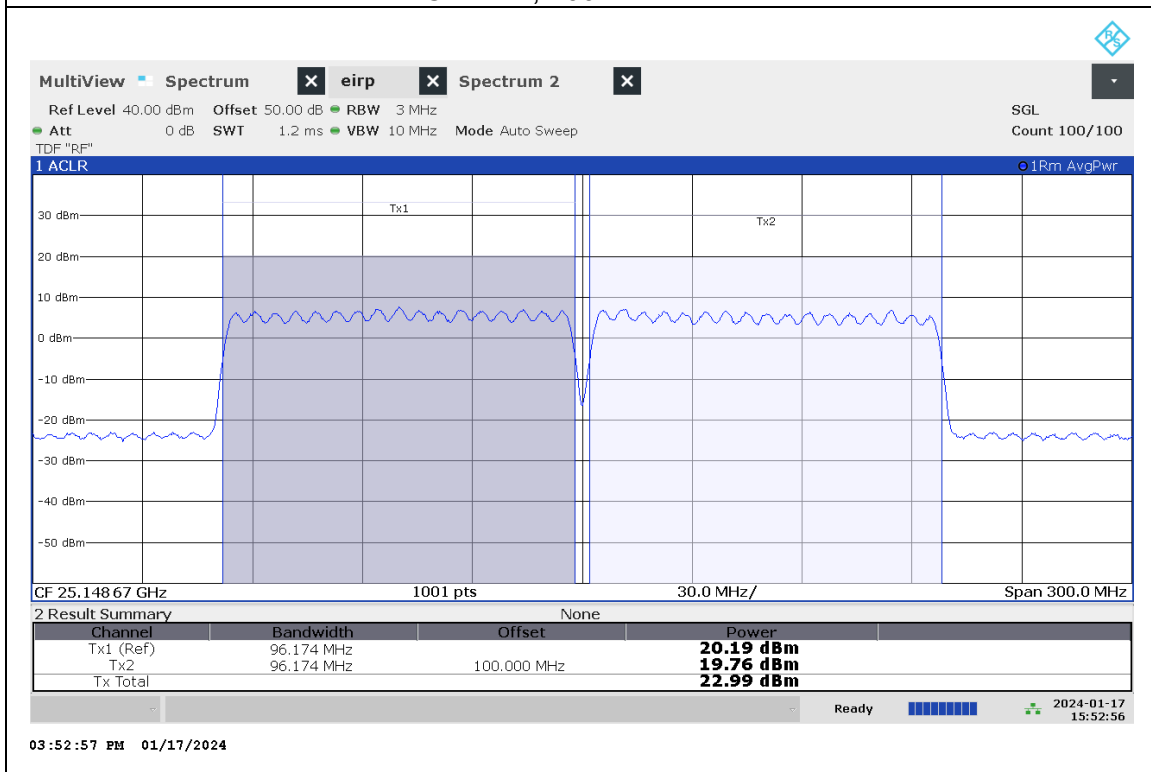 MultiView Spectrum X eirp X Spectrum 2 X
Ref Level 40.00 dBm Offset 50.00 dB RBW 3 MHz SGL
Att 0 dB SWT 1.2 ms VBW 10 MHz Mode Auto Sweep Count 100/100
TDF "RF"
1 ACLR 1Rm AvgPwr
Tx1
30 dBm
Tx2
20 dBm
10 dBm
0 dBm
-10 dBm
-20 dBm
-30 dBm
-40 dBm
-50 dBm
CF 25.14867 GHz 1001 pts 30.0 MHz/ Span 300.0 MHz
2 Result Summary None
Channel Bandwidth Offset Power
Tx1 (Ref) 96.174 MHz 20.19 dBm
Tx2 96.174 MHz 100.000 MHz 19.76 dBm
Tx Total 22.99 dBm
Ready 2024-01-17
15:52:56
03:52:57 PM 01/17/2024